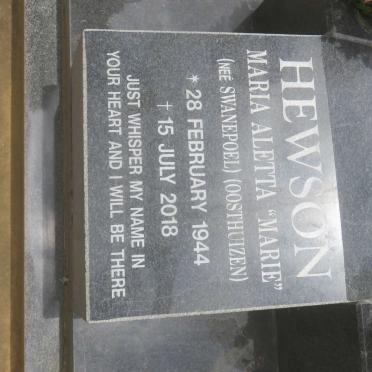 HEWSON
MARIA ALETTA "MARIE"
(NEÉ SWANEPOEL) (OOSTHUIZEN)
* 28 FEBRUARY 1944
† 15 JULY 2018
JUST WHISPER MY NAME IN
YOUR HEART AND I WILL BE THERE